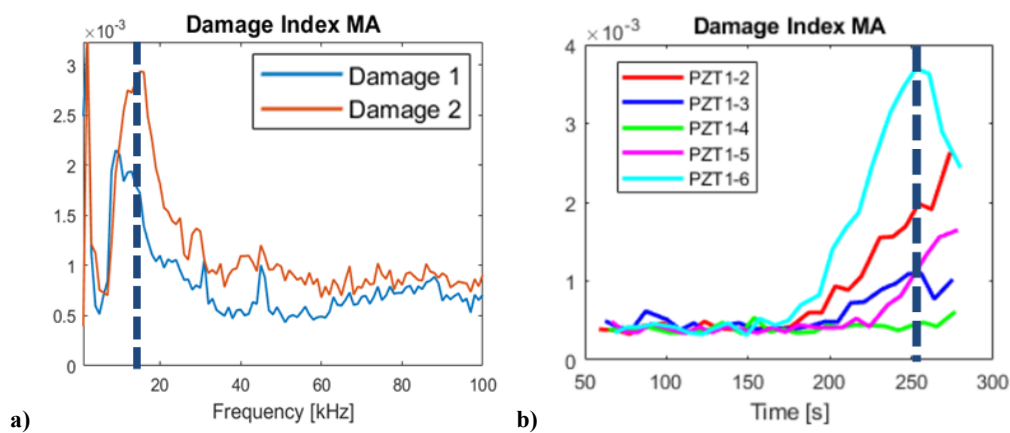 Damage Index MA
×10⁻³
3
2.5
2
1.5
1
0.5
0
20
40
60
80
100
Frequency [kHz]
Damage 1
Damage 2
a)
Damage Index MA
×10⁻³
4
3
2
1
0
50
100
150
200
250
300
Time [s]
PZT1-2
PZT1-3
PZT1-4
PZT1-5
PZT1-6
b)